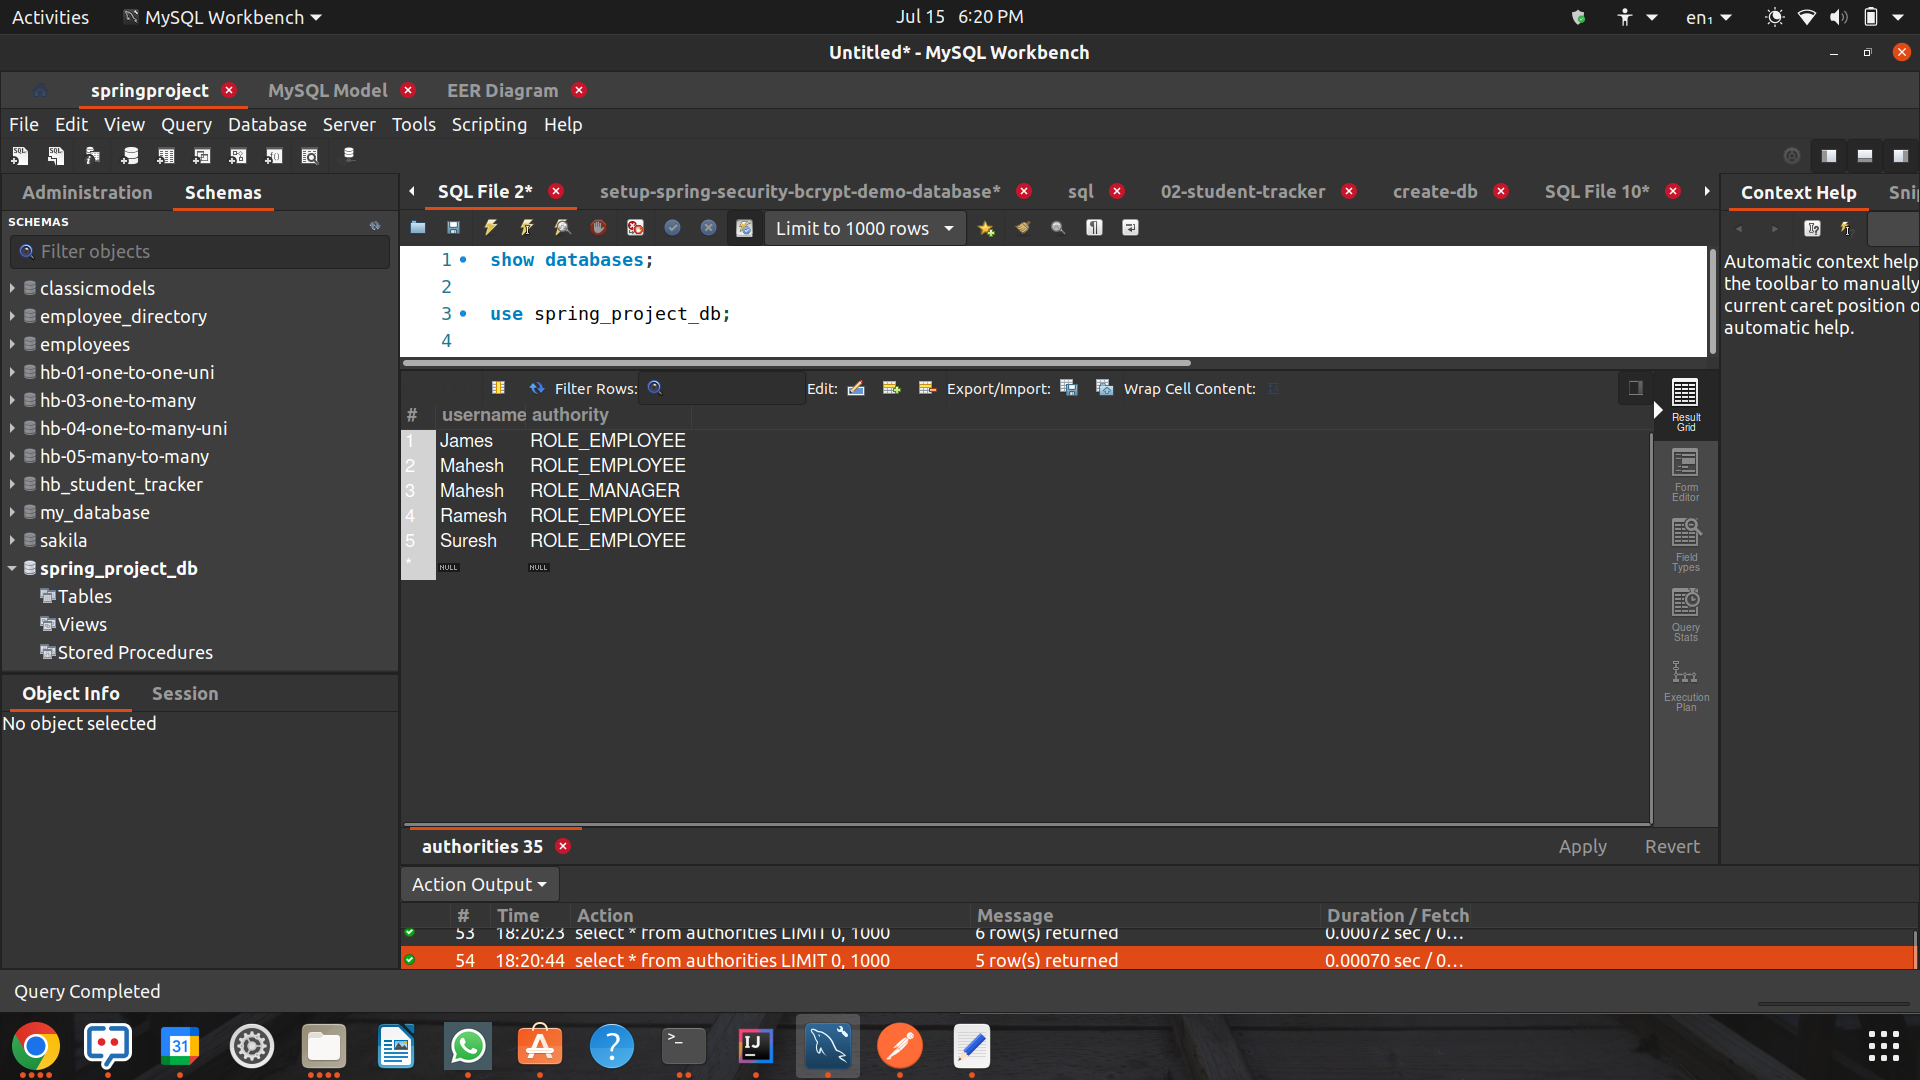 Activities MySQL Workbench Jul 15 6:20 PM en₁
Untitled* - MySQL Workbench
springproject MySQL Model EER Diagram
File Edit View Query Database Server Tools Scripting Help
Administration Schemas
SQL File 2* setup-spring-security-bcrypt-demo-database* sql 02-student-tracker create-db SQL File 10*
Context Help Sni
SCHEMAS
Filter objects
classicmodels
employee_directory
employees
hb-01-one-to-one-uni
hb-03-one-to-many
hb-04-one-to-many-uni
hb-05-many-to-many
hb_student_tracker
my_database
sakila
spring_project_db
Tables
Views
Stored Procedures
Object Info Session
No object selected
Limit to 1000 rows
1 show databases;
2
3 use spring_project_db;
4
Filter Rows: Edit: Export/Import: Wrap Cell Content:
# username authority
1 James ROLE_EMPLOYEE
2 Mahesh ROLE_EMPLOYEE
3 Mahesh ROLE_MANAGER
4 Ramesh ROLE_EMPLOYEE
5 Suresh ROLE_EMPLOYEE
* NULL NULL
Result
Grid
Form
Editor
Field
Types
Query
Stats
Execution
Plan
Automatic context help
the toolbar to manually
current caret position o
automatic help.
authorities 35 Apply Revert
Action Output
# Time Action Message Duration / Fetch
53 18:20:23 select * from authorities LIMIT 0, 1000 6 row(s) returned 0.00072 sec / 0...
54 18:20:44 select * from authorities LIMIT 0, 1000 5 row(s) returned 0.00070 sec / 0...
Query Completed
31
IJ